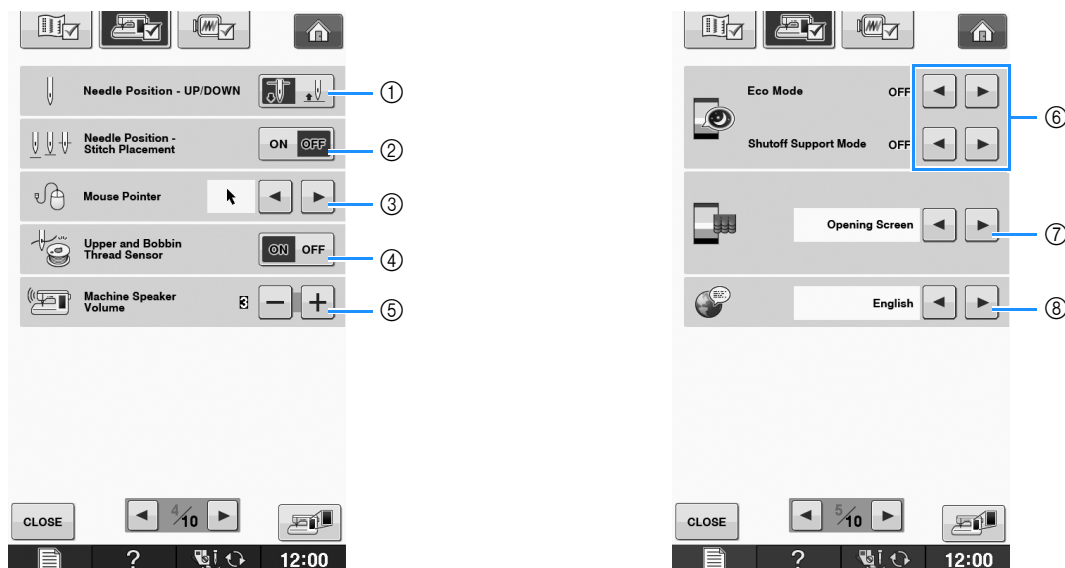 Needle Position - UP/DOWN
①
Needle Position -
Stitch Placement
ON OFF
②
Mouse Pointer
③
Upper and Bobbin
Thread Sensor
ON OFF
④
Machine Speaker
Volume
3 − +
⑤
CLOSE
4/10
? 12:00
Eco Mode OFF
⑥
Shutoff Support Mode OFF
Opening Screen
⑦
English
⑧
CLOSE
5/10
? 12:00